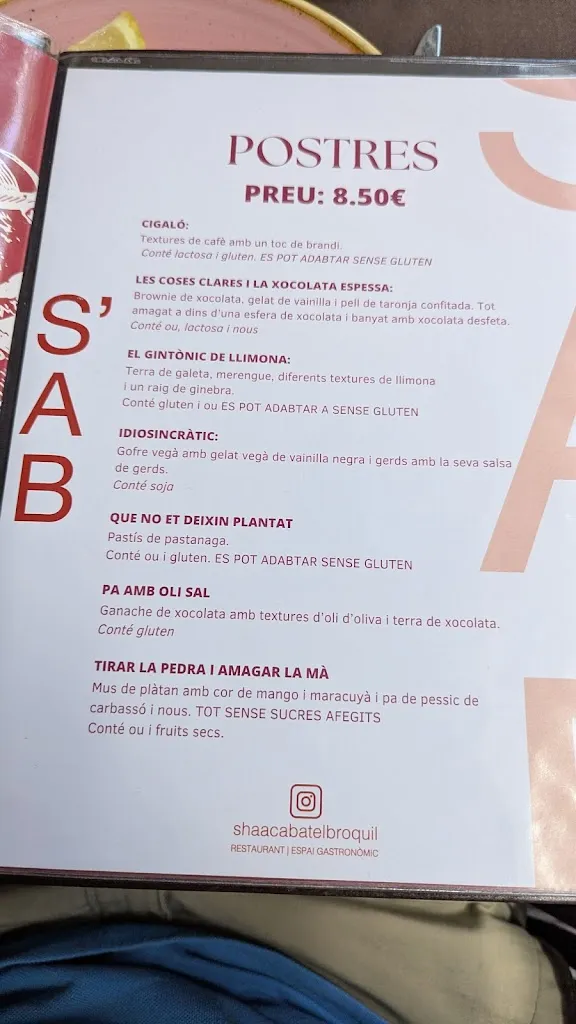 POSTRES
PREU: 8.50€
CIGALÓ:
Textures de cafè amb un toc de brandi.
Conté lactosa i gluten. ES POT ADABTAR SENSE GLUTEN
LES COSES CLARES I LA XOCOLATA ESPESSA:
Brownie de xocolata, gelat de vainilla i pell de taronja confitada. Tot
amagat a dins d'una esfera de xocolata i banyat amb xocolata desfeta.
Conté ou, lactosa i nous
EL GINTÒNIC DE LLIMONA:
Terra de galeta, merengue, diferents textures de llimona
i un raig de ginebra.
Conté gluten i ou ES POT ADABTAR A SENSE GLUTEN
IDIOSINCRÀTIC:
Gofre vegà amb gelat vegà de vainilla negra i gerds amb la seva salsa
de gerds.
Conté soja
QUE NO ET DEIXIN PLANTAT
Pastís de pastanaga.
Conté ou i gluten. ES POT ADABTAR SENSE GLUTEN
PA AMB OLI SAL
Ganache de xocolata amb textures d'oli d'oliva i terra de xocolata.
Conté gluten
TIRAR LA PEDRA I AMAGAR LA MÀ
Mus de plàtan amb cor de mango i maracuyà i pa de pessic de
carbassó i nous. TOT SENSE SUCRES AFEGITS
Conté ou i fruits secs.
S'
A
B
shaacabatelbroquil
RESTAURANT | ESPAI GASTRONÒMIC